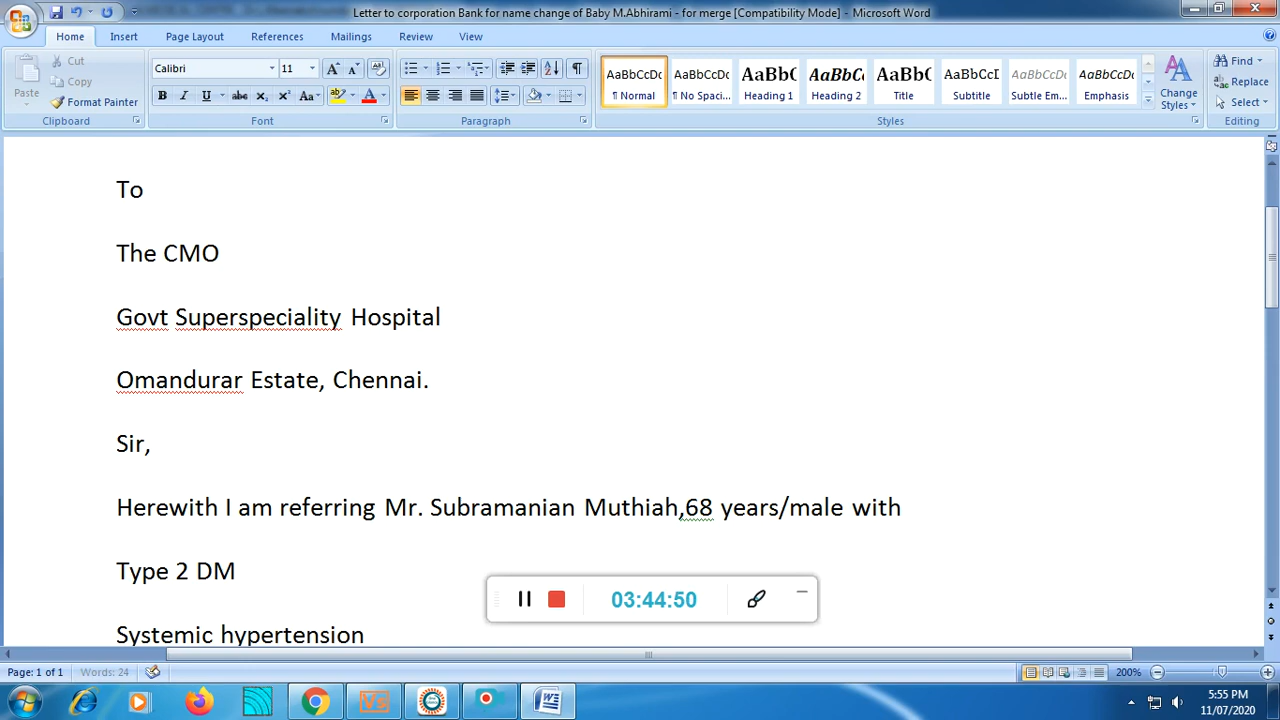 Letter to corporation Bank for name change of Baby M.Abhirami - for merge [Compatibility Mode] - Microsoft Word
Home Insert Page Layout References Mailings Review View
Paste
Cut
Copy
Format Painter
Clipboard
Calibri 11
Font
Paragraph
AaBbCcDc AaBbCcDc AaBbC AaBbC AaBbC AaBbCcI AaBbCcDc AaBbCcDc
¶ Normal ¶ No Spaci... Heading 1 Heading 2 Title Subtitle Subtle Em... Emphasis
Styles
Change Styles
Find
Replace
Select
Editing
To
The CMO
Govt Superspeciality Hospital
Omandurar Estate, Chennai.
Sir,
Herewith I am referring Mr. Subramanian Muthiah,68 years/male with
Type 2 DM
Systemic hypertension
03:44:50
Page: 1 of 1 Words: 24 200%
5:55 PM
11/07/2020